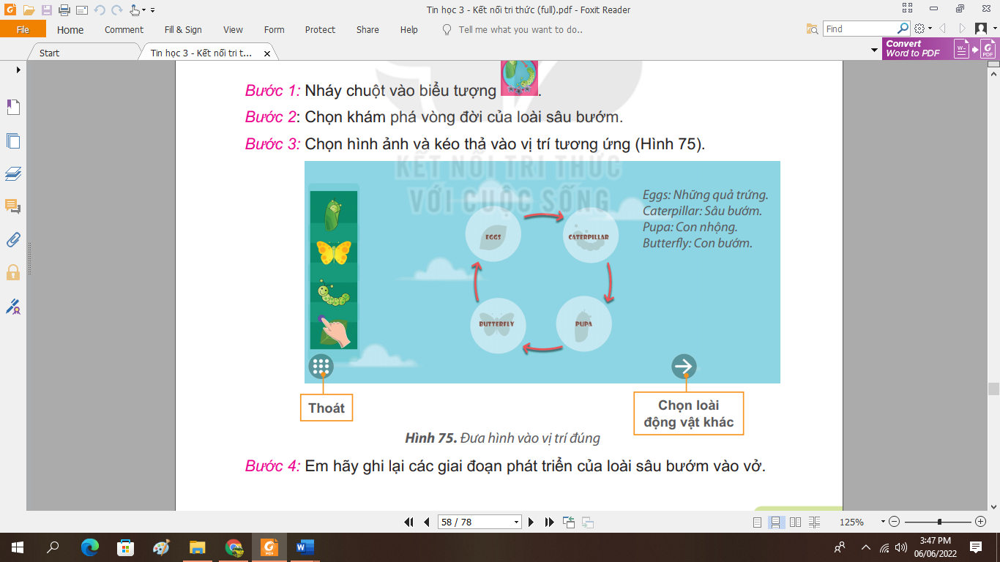 Tin học 3 - Kết nối tri thức (full).pdf - Foxit Reader
File Home Comment Fill & Sign View Form Protect Share Help Tell me what you want to do.. Find
Start Tin học 3 - Kết nối tri t... Convert
Word to PDF
Bước 1: Nháy chuột vào biểu tượng .
Bước 2: Chọn khám phá vòng đời của loài sâu bướm.
Bước 3: Chọn hình ảnh và kéo thả vào vị trí tương ứng (Hình 75).
KẾT NỐI TRI THỨC
VỚI CUỘC SỐNG
Eggs: Những quả trứng.
Caterpillar: Sâu bướm.
Pupa: Con nhộng.
Butterfly: Con bướm.
EGGS CATERPILLAR
BUTTERFLY PUPA
Thoát
Chọn loài
động vật khác
Hình 75. Đưa hình vào vị trí đúng
Bước 4: Em hãy ghi lại các giai đoạn phát triển của loài sâu bướm vào vở.
58 / 78 125%
3:47 PM
06/06/2022